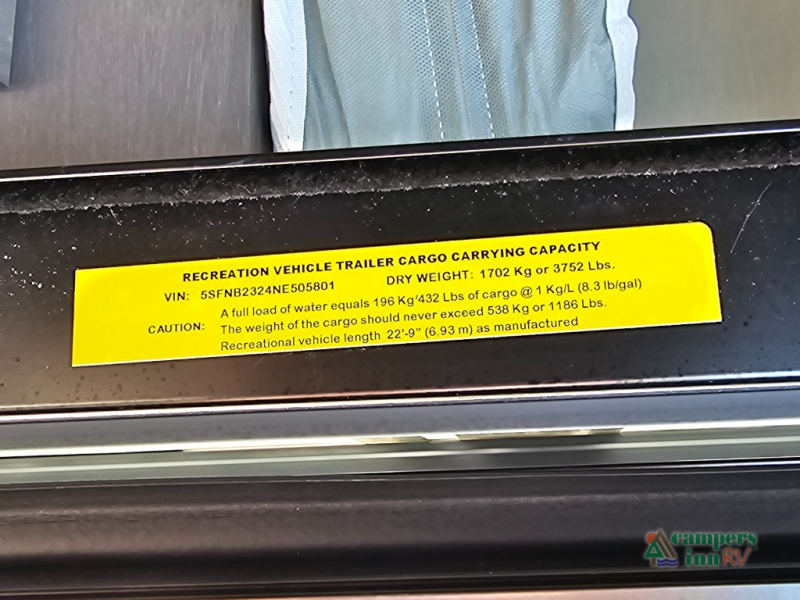 RECREATION VEHICLE TRAILER CARGO CARRYING CAPACITY
VIN: 5SFNB2324NE505801 DRY WEIGHT: 1702 Kg or 3752 Lbs.
A full load of water equals 196 Kg/432 Lbs of cargo @ 1 Kg/L (8.3 lb/gal)
CAUTION: The weight of the cargo should never exceed 538 Kg or 1186 Lbs.
Recreational vehicle length 22'-9" (6.93 m) as manufactured
campers
inn RV